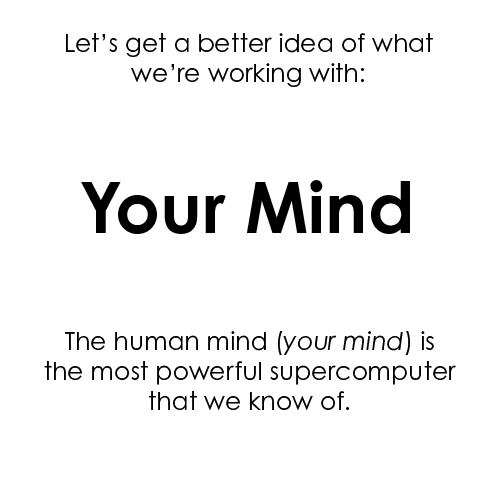 Let’s get a better idea of what
we’re working with:
Your Mind
The human mind (your mind) is
the most powerful supercomputer
that we know of.